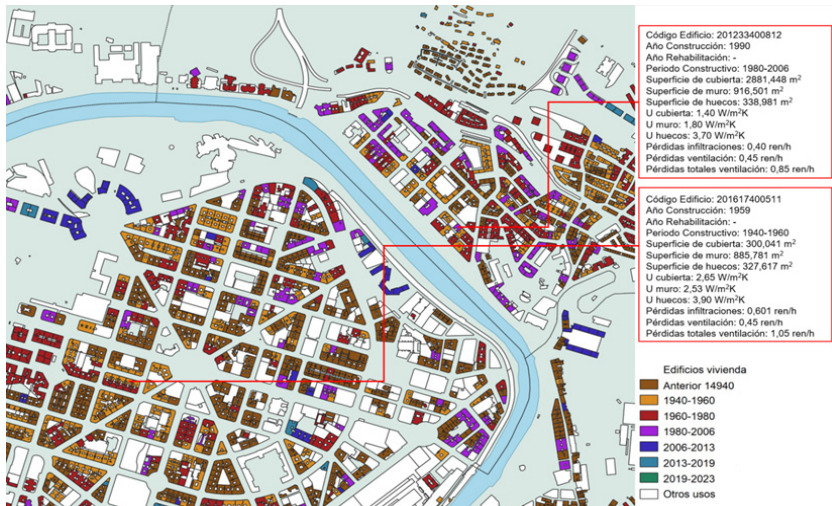 Código Edificio: 201233400812
Año Construcción: 1990
Año Rehabilitación: -
Periodo Constructivo: 1980-2006
Superficie de cubierta: 2881,448 m²
Superficie de muro: 916,501 m²
Superficie de huecos: 338,981 m²
U cubierta: 1,40 W/m²K
U muro: 1,80 W/m²K
U huecos: 3,70 W/m²K
Pérdidas infiltraciones: 0,40 ren/h
Pérdidas ventilación: 0,45 ren/h
Pérdidas totales ventilación: 0,85 ren/h
Código Edificio: 201617400511
Año Construcción: 1959
Año Rehabilitación: -
Periodo Constructivo: 1940-1960
Superficie de cubierta: 300,041 m²
Superficie de muro: 885,781 m²
Superficie de huecos: 327,617 m²
U cubierta: 2,65 W/m²K
U muro: 2,53 W/m²K
U huecos: 3,90 W/m²K
Pérdidas infiltraciones: 0,601 ren/h
Pérdidas ventilación: 0,45 ren/h
Pérdidas totales ventilación: 1,05 ren/h
Edificios vivienda
Anterior 14940
1940-1960
1960-1980
1980-2006
2006-2013
2013-2019
2019-2023
Otros usos